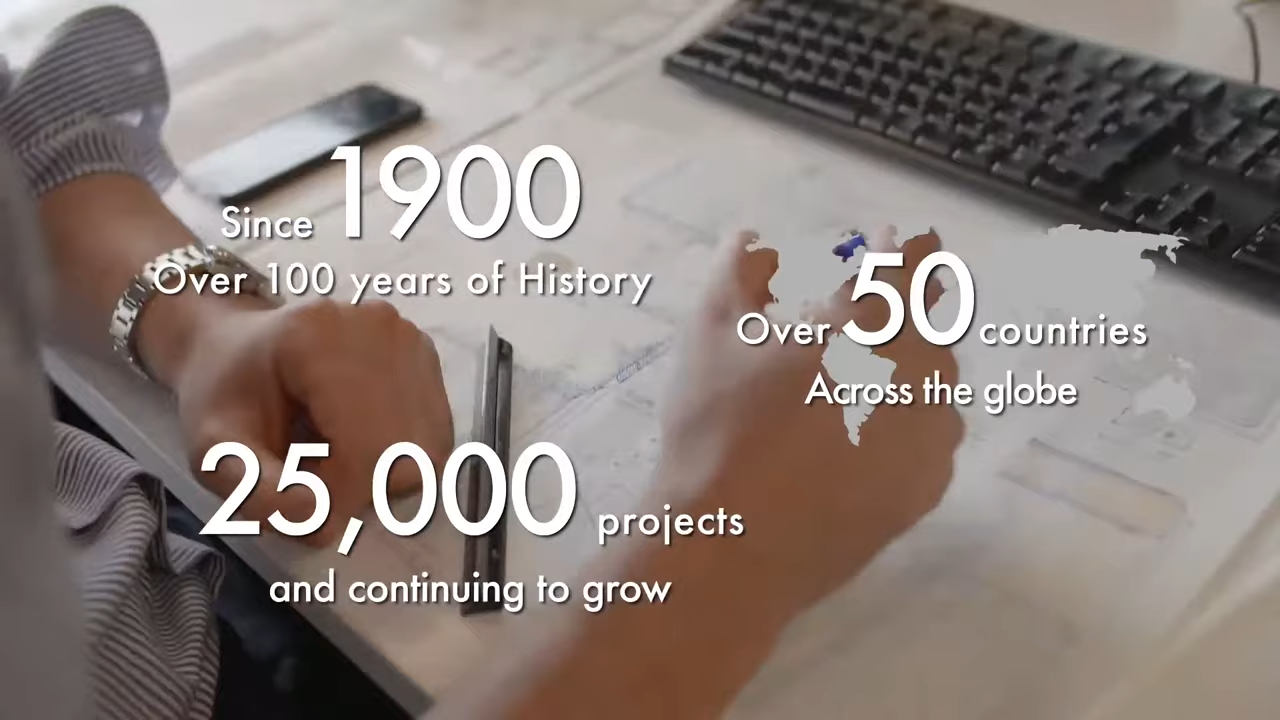 Since 1900
Over 100 years of History
Over 50 countries
Across the globe
25,000 projects
and continuing to grow